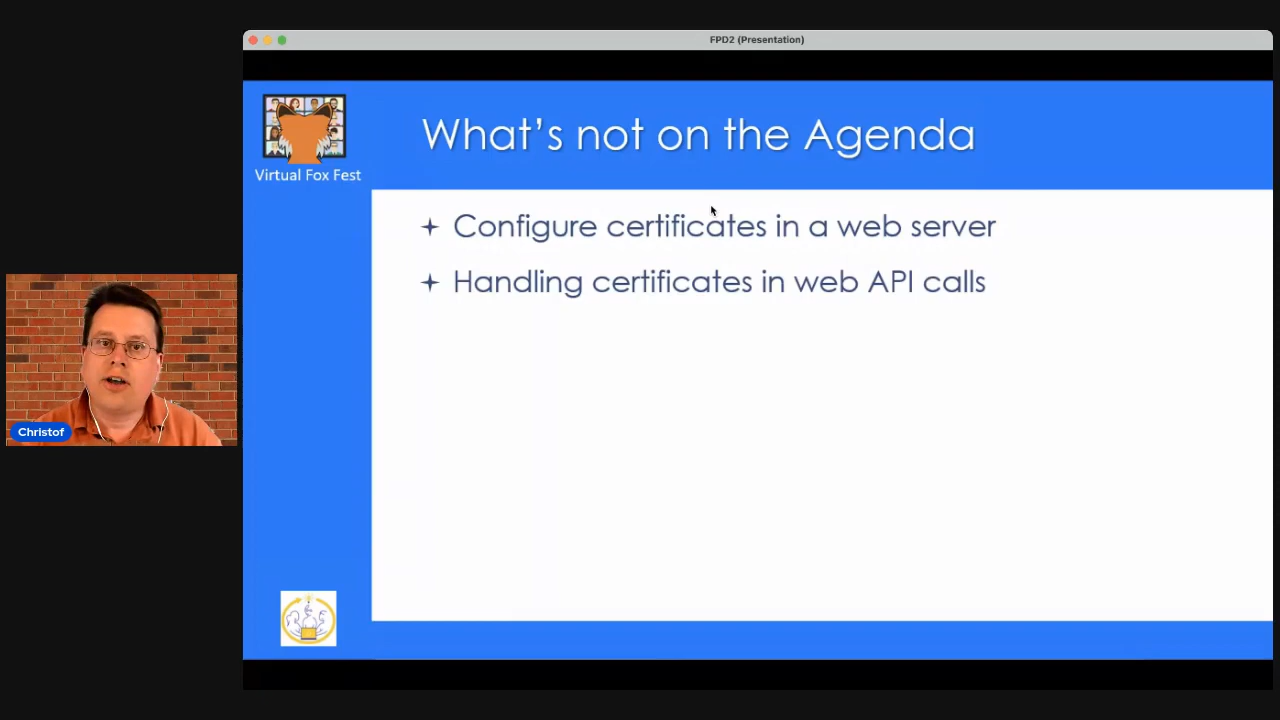 FPD2 (Presentation)
What's not on the Agenda
Virtual Fox Fest
Configure certificates in a web server
Handling certificates in web API calls
Christof